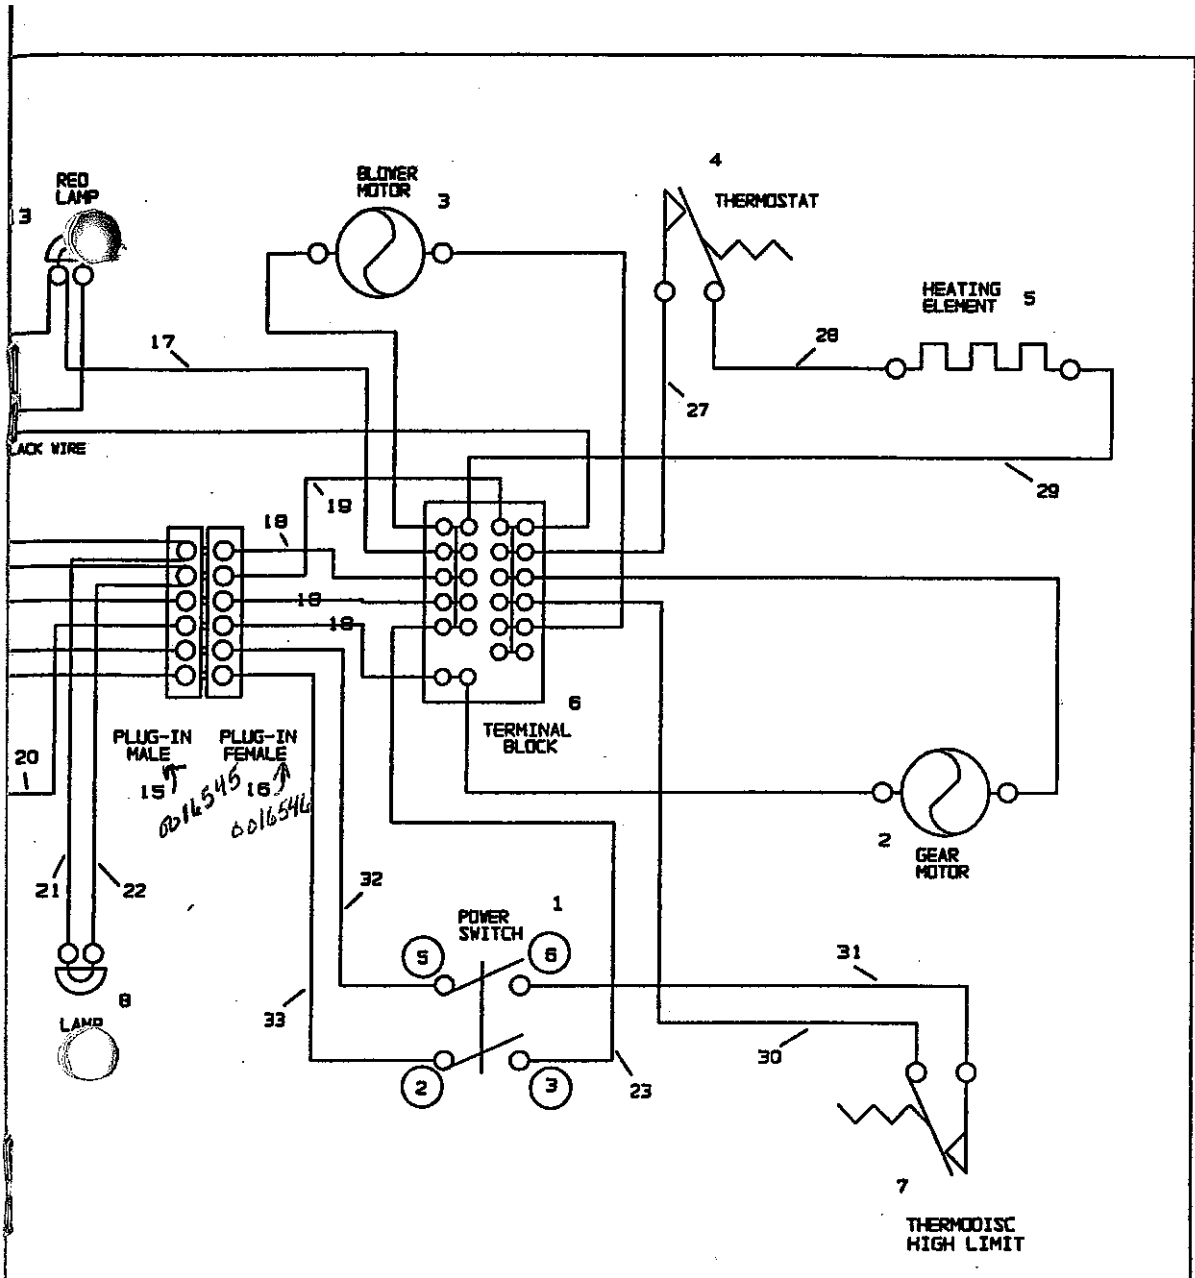 RED
LAMP
3
BLOWER
MOTOR
3
4
THERMOSTAT
HEATING
ELEMENT
5
17
28
27
LACK WIRE
29
19
18
18
18
6
TERMINAL
BLOCK
PLUG-IN
MALE
PLUG-IN
FEMALE
20
15
16
0016545
0016546
2
GEAR
MOTOR
21
22
32
POWER
SWITCH
1
5
6
31
8
33
LAMP
30
2
3
23
7
THERMODISC
HIGH LIMIT